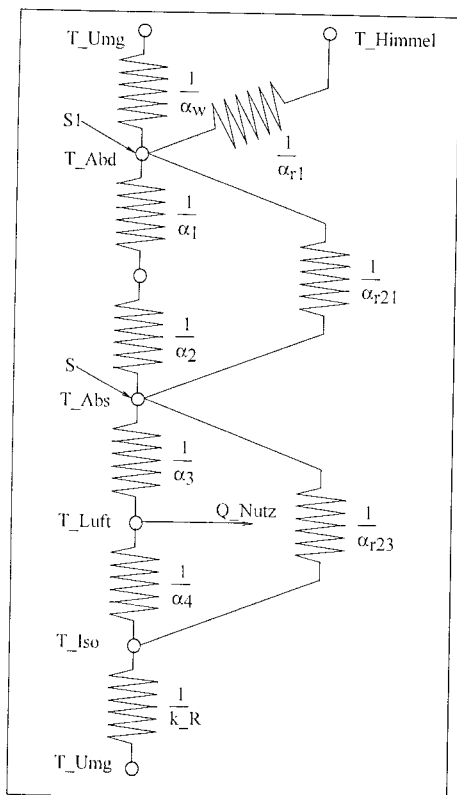 T_Umg
T_Himmel
1
α_w
S1
T_Abd
1
α_r1
1
α_1
1
α_r21
1
α_2
S
T_Abs
1
α_3
T_Luft
Q_Nutz
1
α_r23
1
α4
T_Iso
1
k_R
T_Umg